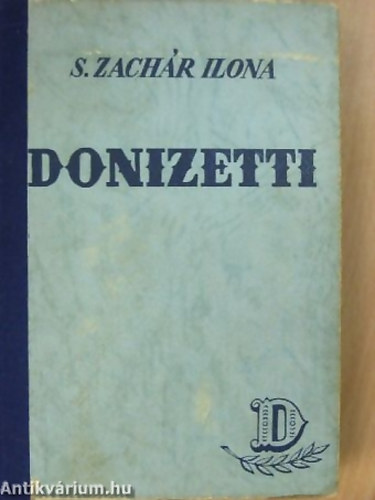 S. ZACHÁR ILONA
DONIZETTI
D
Antikvárium.hu